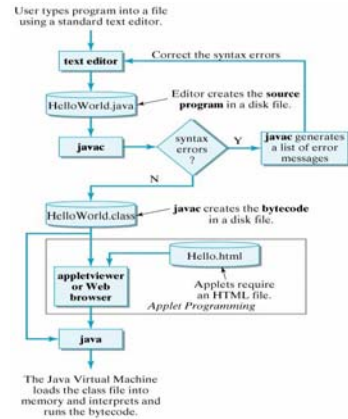 User types program into a file
using a standard text editor.
text editor
Correct the syntax errors
HelloWorld.java
Editor creates the source
program in a disk file.
javac
syntax
errors
?
Y
javac generates
a list of error
messages
N
HelloWorld.class
javac creates the bytecode
in a disk file.
appletviewer
or Web
browser
Hello.html
Applets require
an HTML file.
Applet Programming
java
The Java Virtual Machine
loads the class file into
memory and interprets and
runs the bytecode.